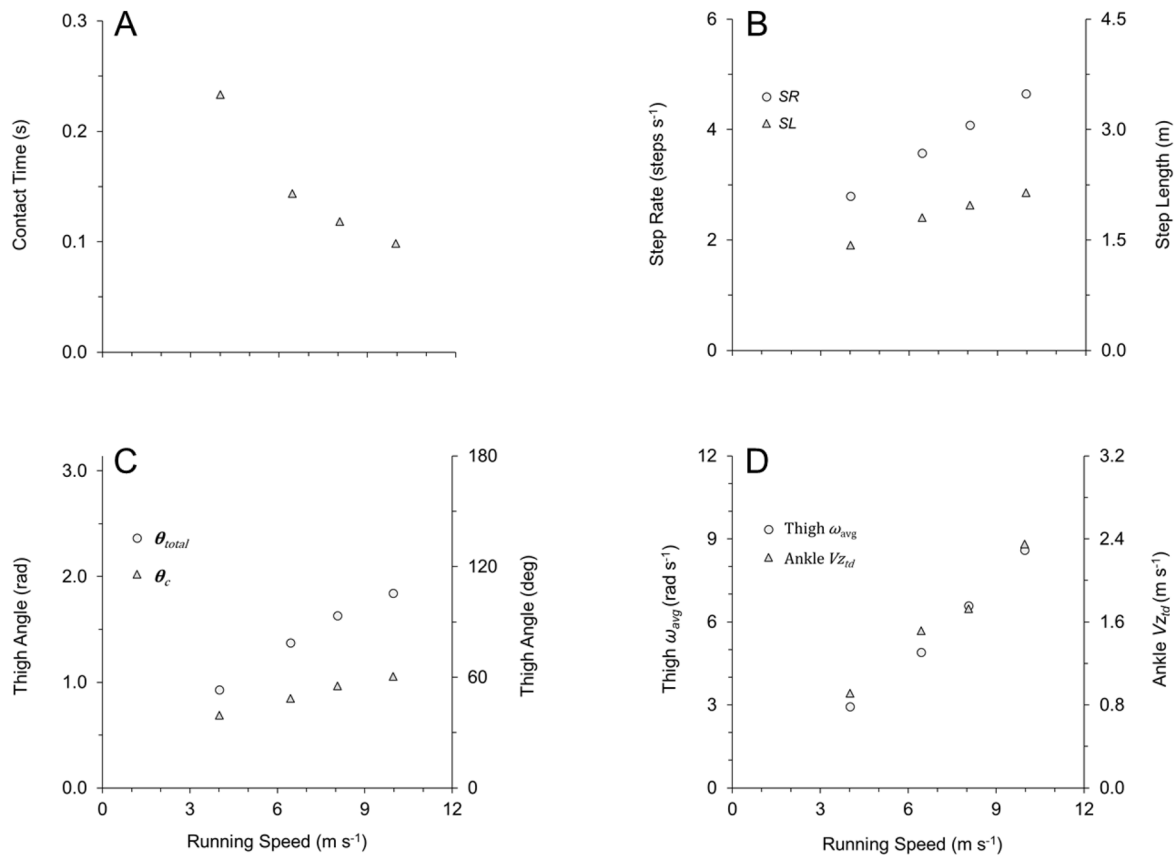 A
0.3
0.2
0.1
0.0
Contact Time (s)
B
6
4
2
0
Step Rate (steps s-1)
SR
SL
4.5
3.0
1.5
0.0
Step Length (m)
C
3.0
2.0
1.0
0.0
Thigh Angle (rad)
θtotal
θc
180
120
60
0
Thigh Angle (deg)
0 3 6 9 12
Running Speed (m s-1)
D
12
9
6
3
0
Thigh ωavg (rad s-1)
Thigh ωavg
Ankle Vztd
3.2
2.4
1.6
0.8
0.0
Ankle Vztd (m s-1)
0 3 6 9 12
Running Speed (m s-1)